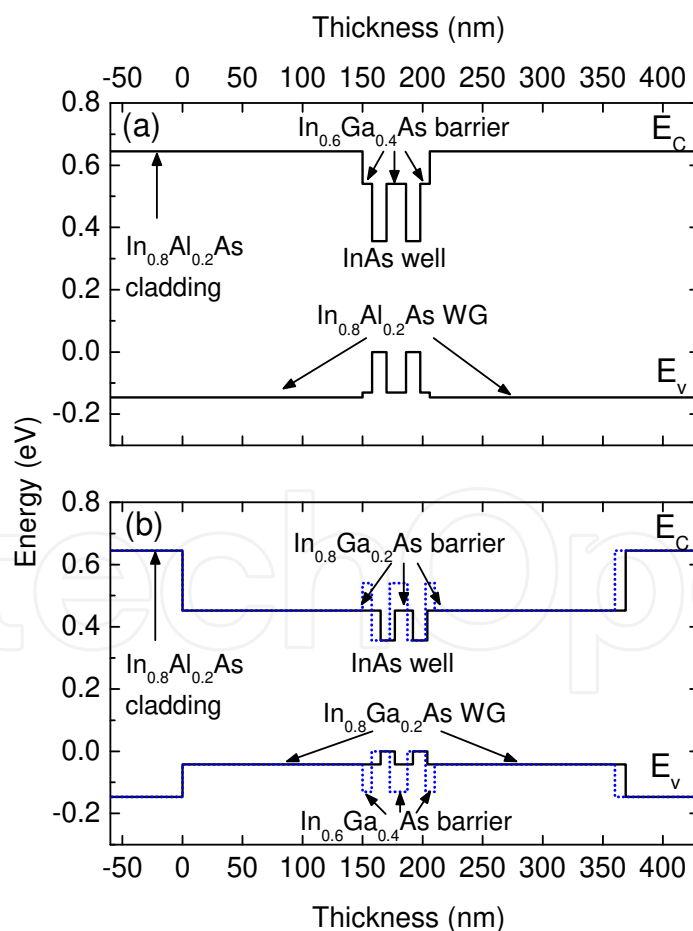 Thickness (nm)
-50 0 50 100 150 200 250 300 350 400
0.8
(a)
In0.6Ga0.4As barrier
EC
0.6
In0.8Al0.2As
cladding
0.4
InAs well
0.2
In0.8Al0.2As WG
0.0
Ev
-0.2
Energy (eV)
0.8
(b)
EC
In0.8Ga0.2As barrier
0.6
0.4
In0.8Al0.2As
cladding
InAs well
0.2
In0.8Ga0.2As WG
0.0
Ev
-0.2
In0.6Ga0.4As barrier
-50 0 50 100 150 200 250 300 350 400
Thickness (nm)